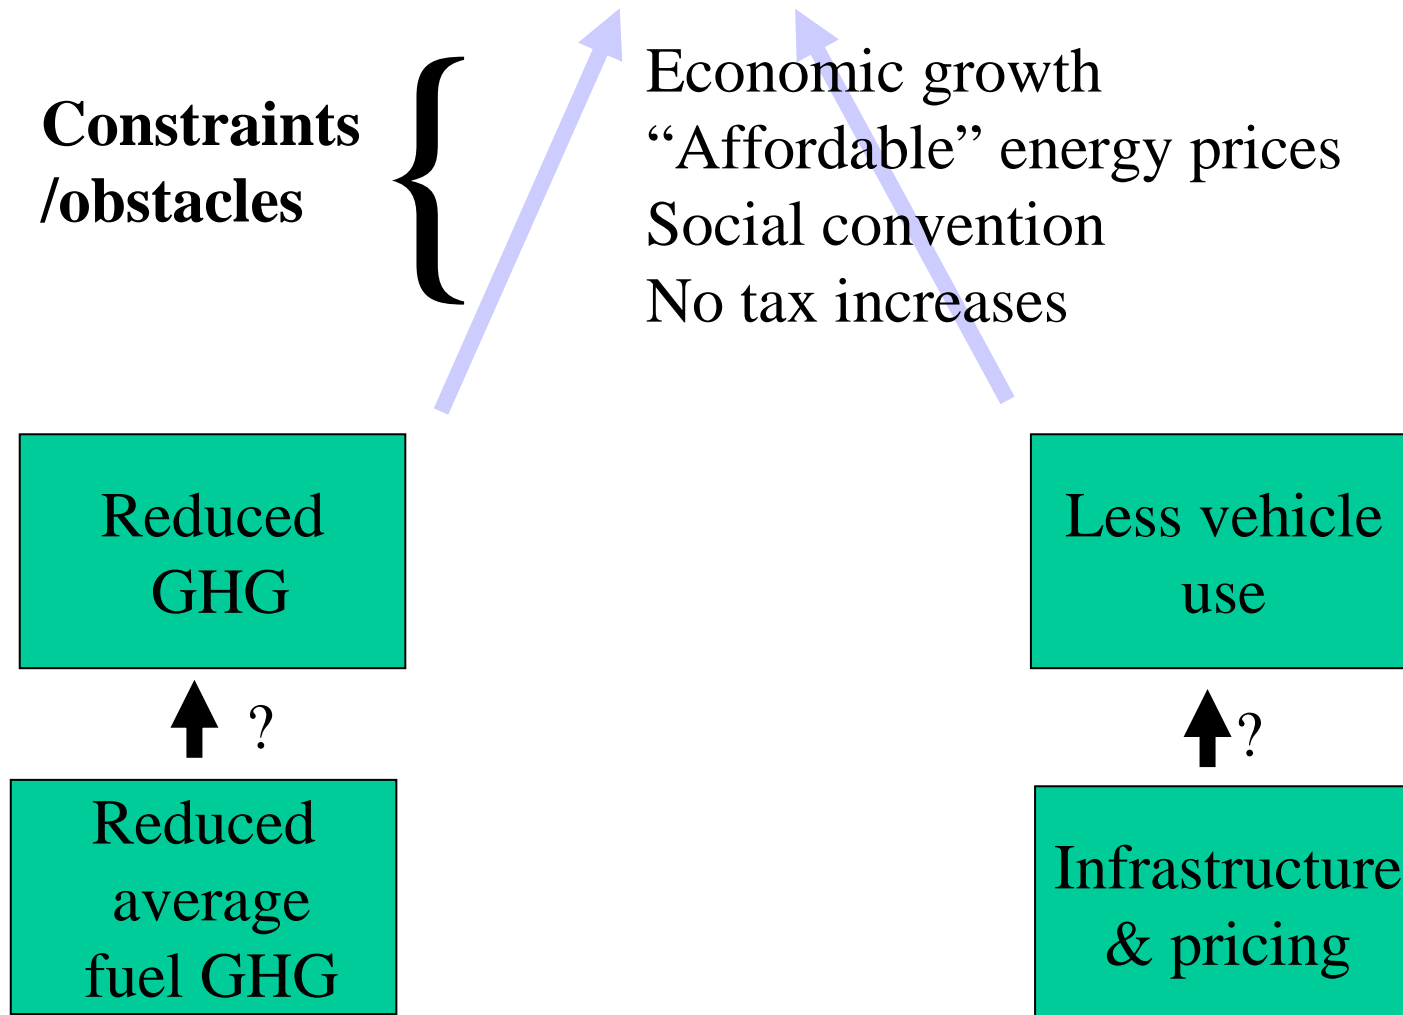 Constraints
/obstacles
{
Economic growth
“Affordable” energy prices
Social convention
No tax increases
Reduced
GHG
Less vehicle
use
?
?
Reduced
average
fuel GHG
Infrastructure
& pricing